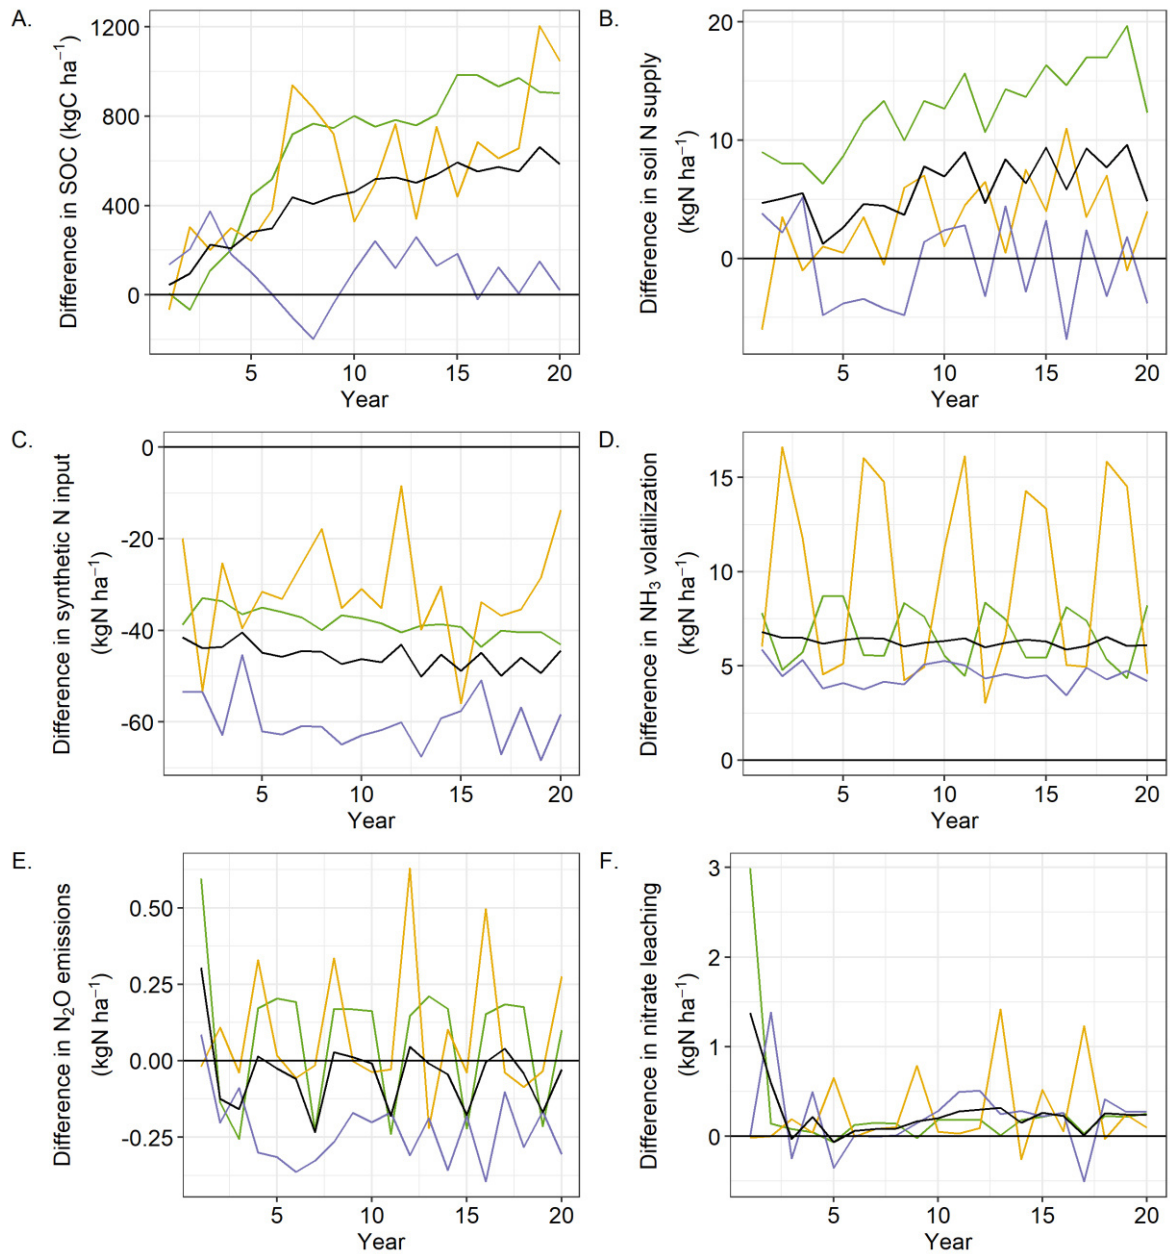 A.
Difference in SOC (kgC ha⁻¹)
1200
800
400
0
5 10 15 20
Year
B.
Difference in soil N supply
(kgN ha⁻¹)
20
10
0
5 10 15 20
Year
C.
Difference in synthetic N input
(kgN ha⁻¹)
0
-20
-40
-60
5 10 15 20
Year
D.
Difference in NH₃ volatilization
(kgN ha⁻¹)
15
10
5
0
5 10 15 20
Year
E.
Difference in N₂O emissions
(kgN ha⁻¹)
0.50
0.25
0.00
-0.25
5 10 15 20
Year
F.
Difference in nitrate leaching
(kgN ha⁻¹)
3
2
1
0
5 10 15 20
Year